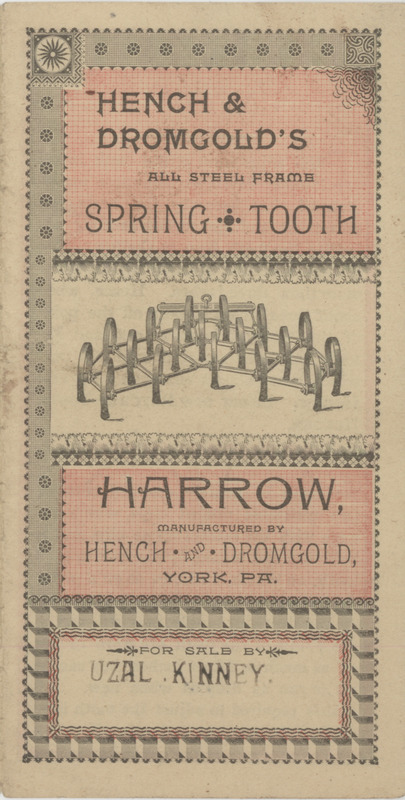 HENCH &
DROMGOLD'S
ALL STEEL FRAME
SPRING TOOTH
HARROW,
MANUFACTURED BY
HENCH · AND · DROMGOLD,
YORK, PA.
FOR SALE BY
UZAL . KINNEY.